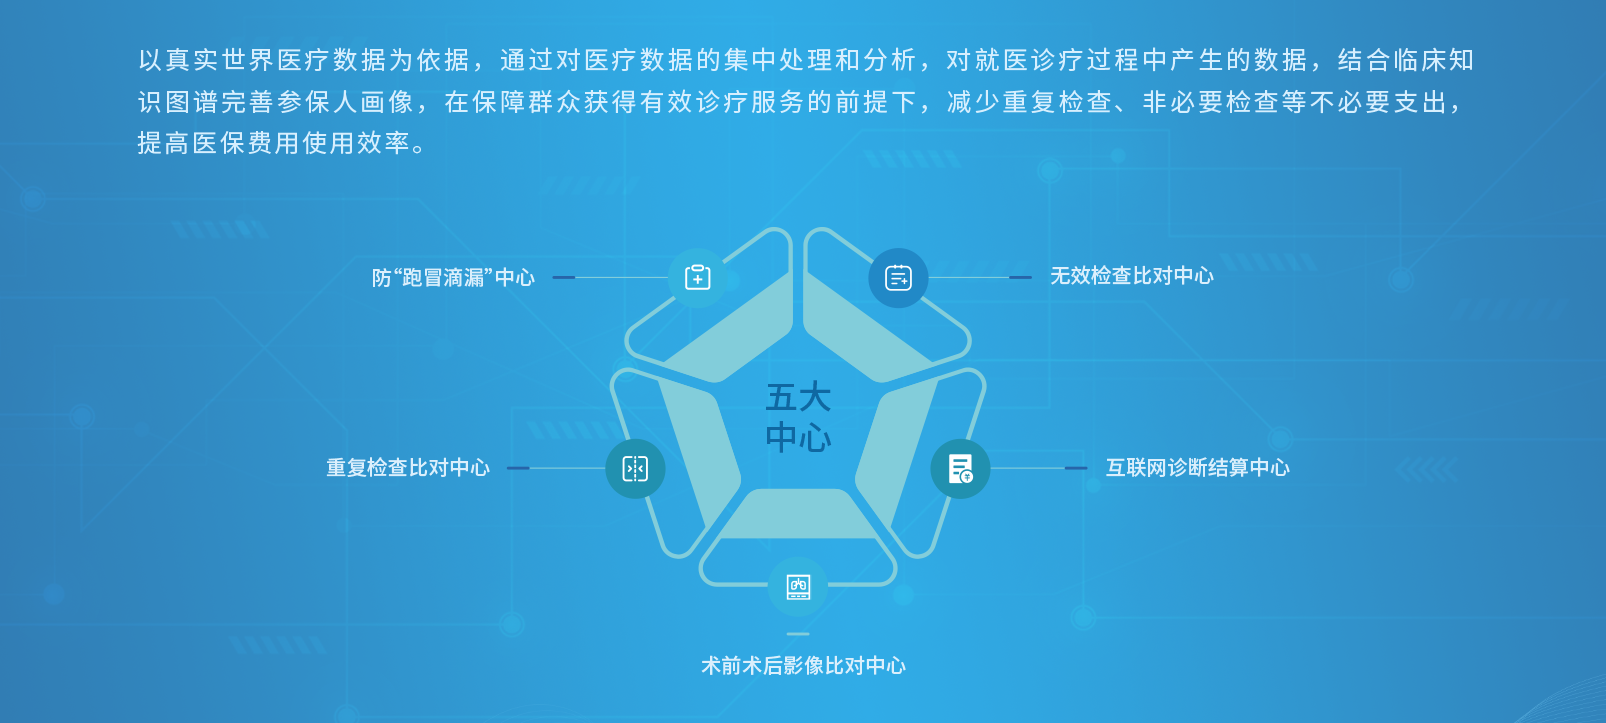 以真实世界医疗数据为依据，通过对医疗数据的集中处理和分析，对就医诊疗过程中产生的数据，结合临床知
识图谱完善参保人画像，在保障群众获得有效诊疗服务的前提下，减少重复检查、非必要检查等不必要支出，
提高医保费用使用效率。
防“跑冒滴漏”中心
无效检查比对中心
五大
中心
重复检查比对中心
互联网诊断结算中心
术前术后影像比对中心